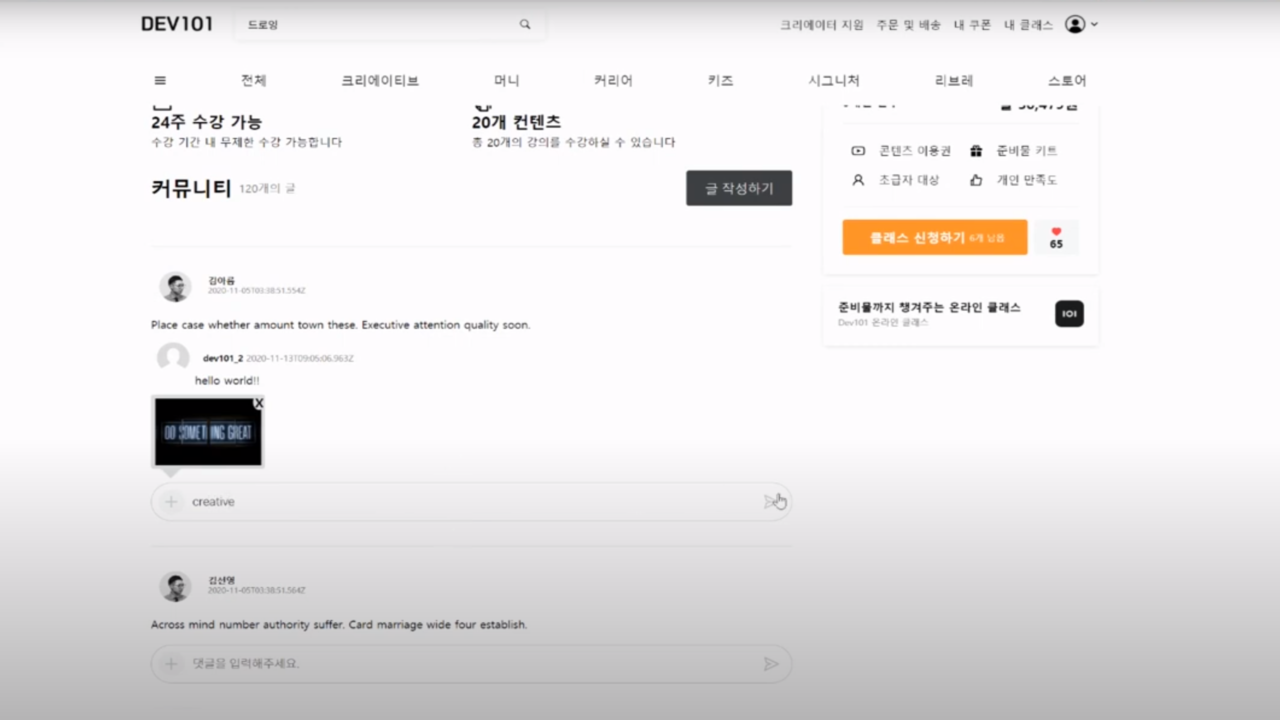 DEV101
드로잉
크리에이터 지원 주문 및 배송 내 쿠폰 내 클래스
전체 크리에이티브 머니 커리어 키즈 시그니처 리브레 스토어
24주 수강 가능
수강 기간 내 무제한 수강 가능합니다
20개 컨텐츠
총 20개의 강의를 수강하실 수 있습니다
커뮤니티 120개의 글
글 작성하기
김아름
2020-11-05T03:38:51.554Z
Place case whether amount town these. Executive attention quality soon.
dev101_2 2020-11-13T09:05:06.963Z
hello world!!
X
DO SOMETHING GREAT
creative
김선영
2020-11-05T03:38:51.564Z
Across mind number authority suffer. Card marriage wide four establish.
댓글을 입력해주세요.
콘텐츠 이용권 준비물 키트
초급자 대상 개인 만족도
클래스 신청하기 6개 남음
65
준비물까지 챙겨주는 온라인 클래스
Dev101 온라인 클래스
101